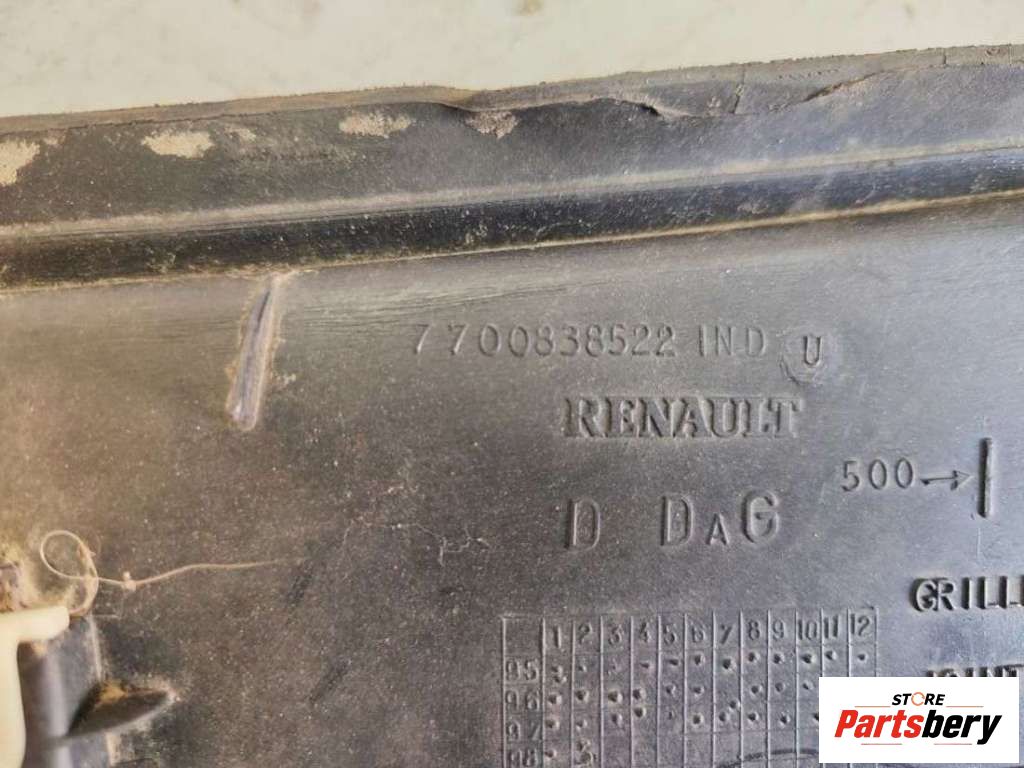 7700838522 IND U
RENAULT
500→
D DAG
GRILL
1 2 3 4 5 6 7 8 9 10 11 12
95
96
97
98
STORE
Partsbery